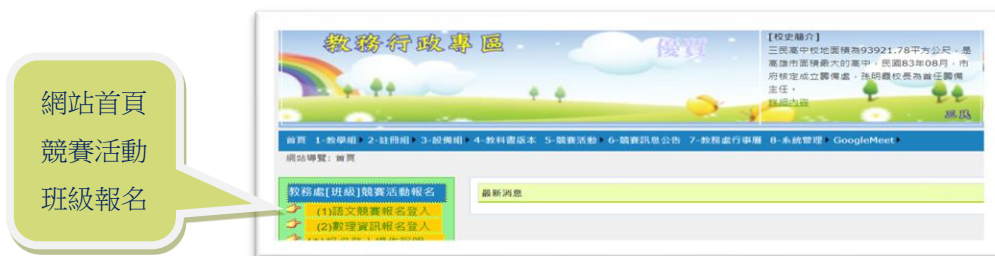 網站首頁
競賽活動
班級報名
教務行政專區
優質
[校史簡介]
三民高中校地面積為93921.78平方公尺，是
高雄市面積最大的高中，民國83年08月，市
府核定成立籌備處，孫明霞校長為首任籌備
主任，
詳細內容
三民
首頁 1-教學組 2-註冊組 3-設備組 4-教科書版本 5-競賽活動 6-競賽訊息公告 7-教務處行事曆 8-系統管理 GoogleMeet
網站導覽: 首頁
教務處[班級]競賽活動報名
(1)語文競賽報名登入
(2)數理資訊報名登入
最新消息